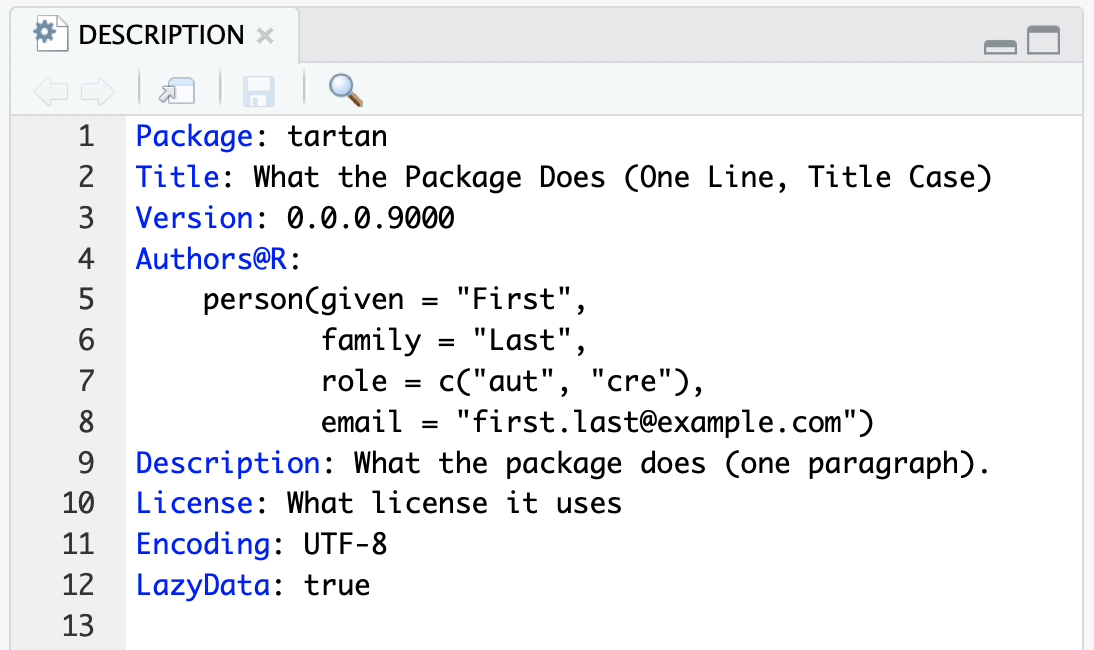 DESCRIPTION
1 Package: tartan
2 Title: What the Package Does (One Line, Title Case)
3 Version: 0.0.0.9000
4 Authors@R:
5     person(given = "First",
6            family = "Last",
7            role = c("aut", "cre"),
8            email = "first.last@example.com")
9 Description: What the package does (one paragraph).
10 License: What license it uses
11 Encoding: UTF-8
12 LazyData: true
13